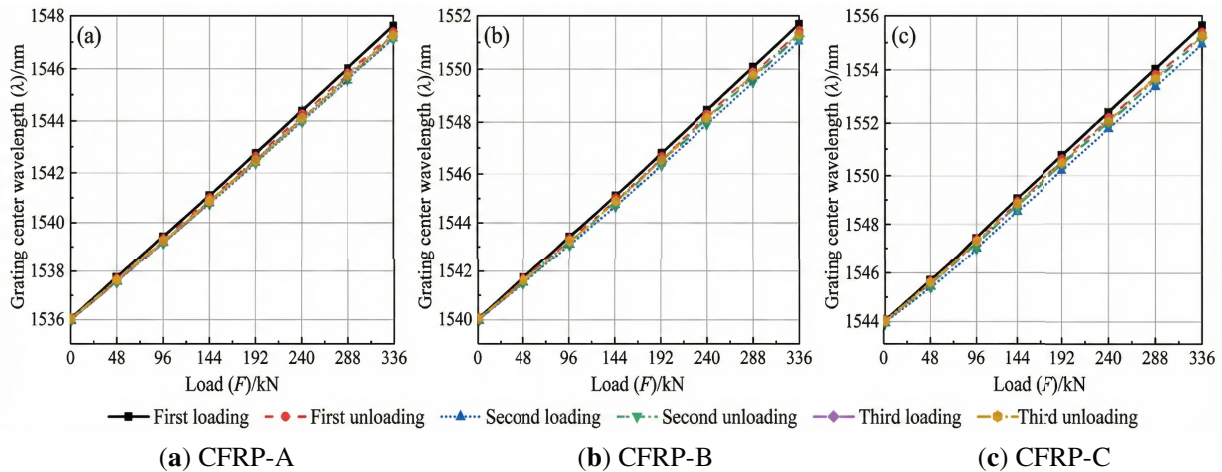 (a)
Grating center wavelength (λ)/nm
1548
1546
1544
1542
1540
1538
1536
0 48 96 144 192 240 288 336
Load (F)/kN
(b)
Grating center wavelength (λ)/nm
1552
1550
1548
1546
1544
1542
1540
0 48 96 144 192 240 288 336
Load (F)/kN
(c)
Grating center wavelength (λ)/nm
1556
1554
1552
1550
1548
1546
1544
0 48 96 144 192 240 288 336
Load (F)/kN
First loading First unloading Second loading Second unloading Third loading Third unloading
(a) CFRP-A (b) CFRP-B (c) CFRP-C